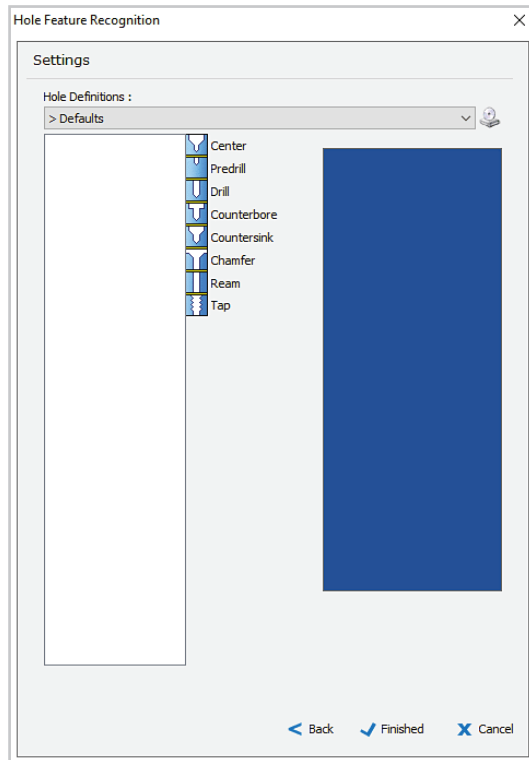 Hole Feature Recognition
Settings
Hole Definitions :
> Defaults
Center
Predrill
Drill
Counterbore
Countersink
Chamfer
Ream
Tap
Back
Finished
Cancel